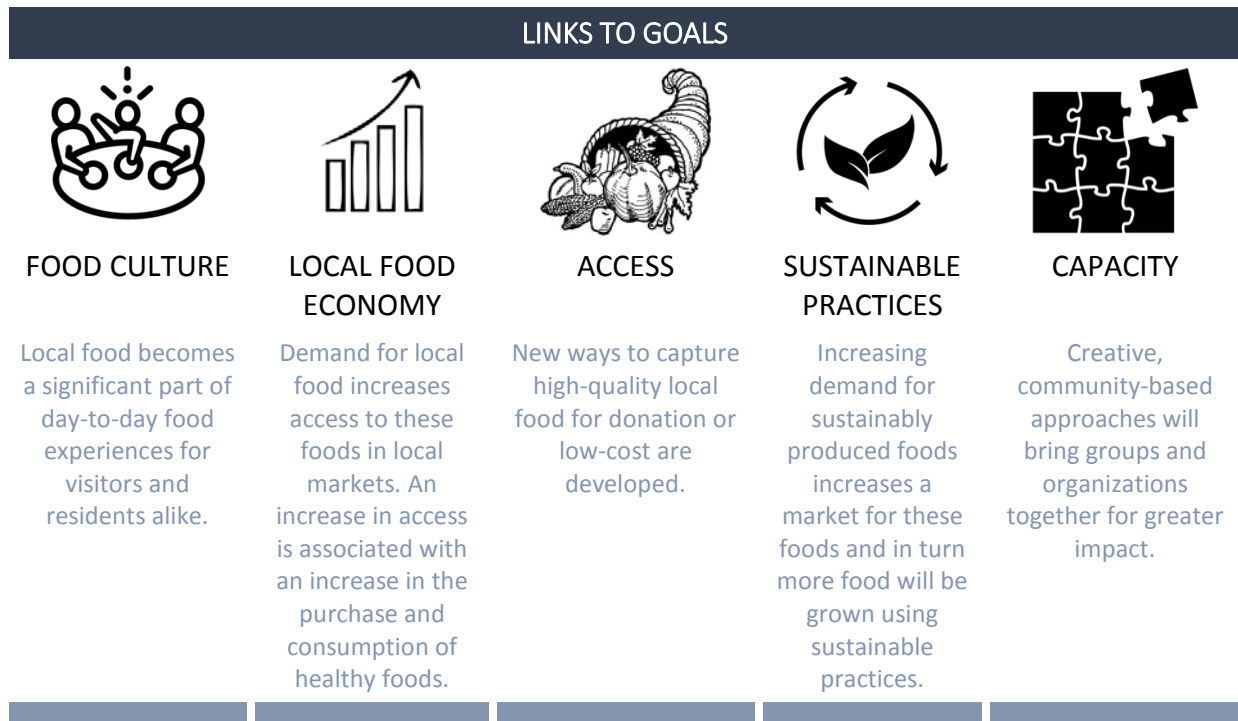 LINKS TO GOALS
FOOD CULTURE
Local food becomes
a significant part of
day-to-day food
experiences for
visitors and
residents alike.
LOCAL FOOD
ECONOMY
Demand for local
food increases
access to these
foods in local
markets. An
increase in access
is associated with
an increase in the
purchase and
consumption of
healthy foods.
ACCESS
New ways to capture
high-quality local
food for donation or
low-cost are
developed.
SUSTAINABLE
PRACTICES
Increasing
demand for
sustainably
produced foods
increases a
market for these
foods and in turn
more food will be
grown using
sustainable
practices.
CAPACITY
Creative,
community-based
approaches will
bring groups and
organizations
together for greater
impact.